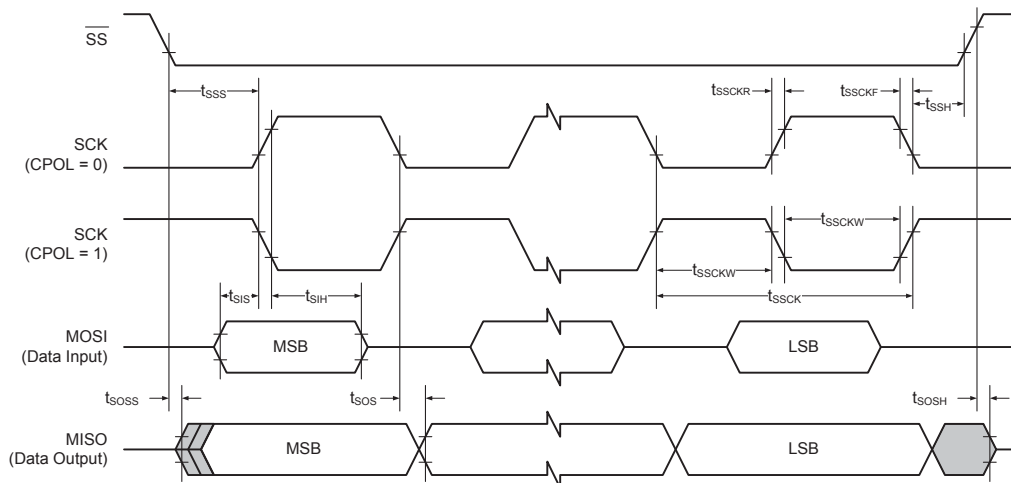 SS
tSSS
tSSCKR
tSSCKF
tSSH
SCK
(CPOL = 0)
SCK
(CPOL = 1)
tSSCKW
tSSCKW
tSSCK
tSIS
tSIH
MOSI
(Data Input)
MSB
LSB
tSOSS
tSOS
tSOSH
MISO
(Data Output)
MSB
LSB